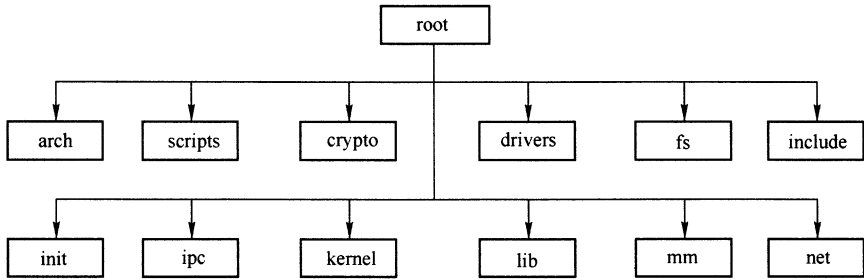 root
arch scripts crypto drivers fs include
init ipc kernel lib mm net